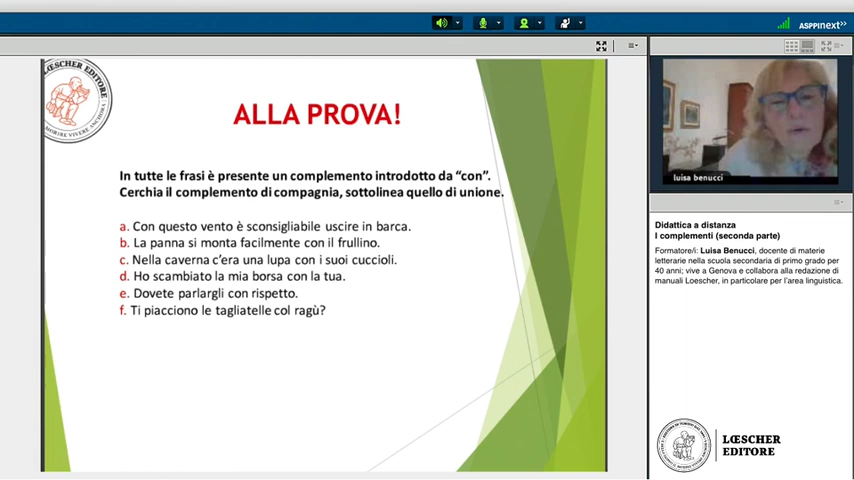 ASPPINEXT>>
LŒSCHER EDITORE
MORIRE VIVERE ANCHORA
ALLA PROVA!
In tutte le frasi è presente un complemento introdotto da “con”.
Cerchia il complemento di compagnia, sottolinea quello di unione.
a. Con questo vento è sconsigliabile uscire in barca.
b. La panna si monta facilmente con il frullino.
c. Nella caverna c’era una lupa con i suoi cuccioli.
d. Ho scambiato la mia borsa con la tua.
e. Dovete parlargli con rispetto.
f. Ti piacciono le tagliatelle col ragù?
luisa benucci
Didattica a distanza
I complementi (seconda parte)
Formatore/i: Luisa Benucci, docente di materie
letterarie nella scuola secondaria di primo grado per
40 anni; vive a Genova e collabora alla redazione di
manuali Loescher, in particolare per l'area linguistica.
LŒSCHER
EDITORE